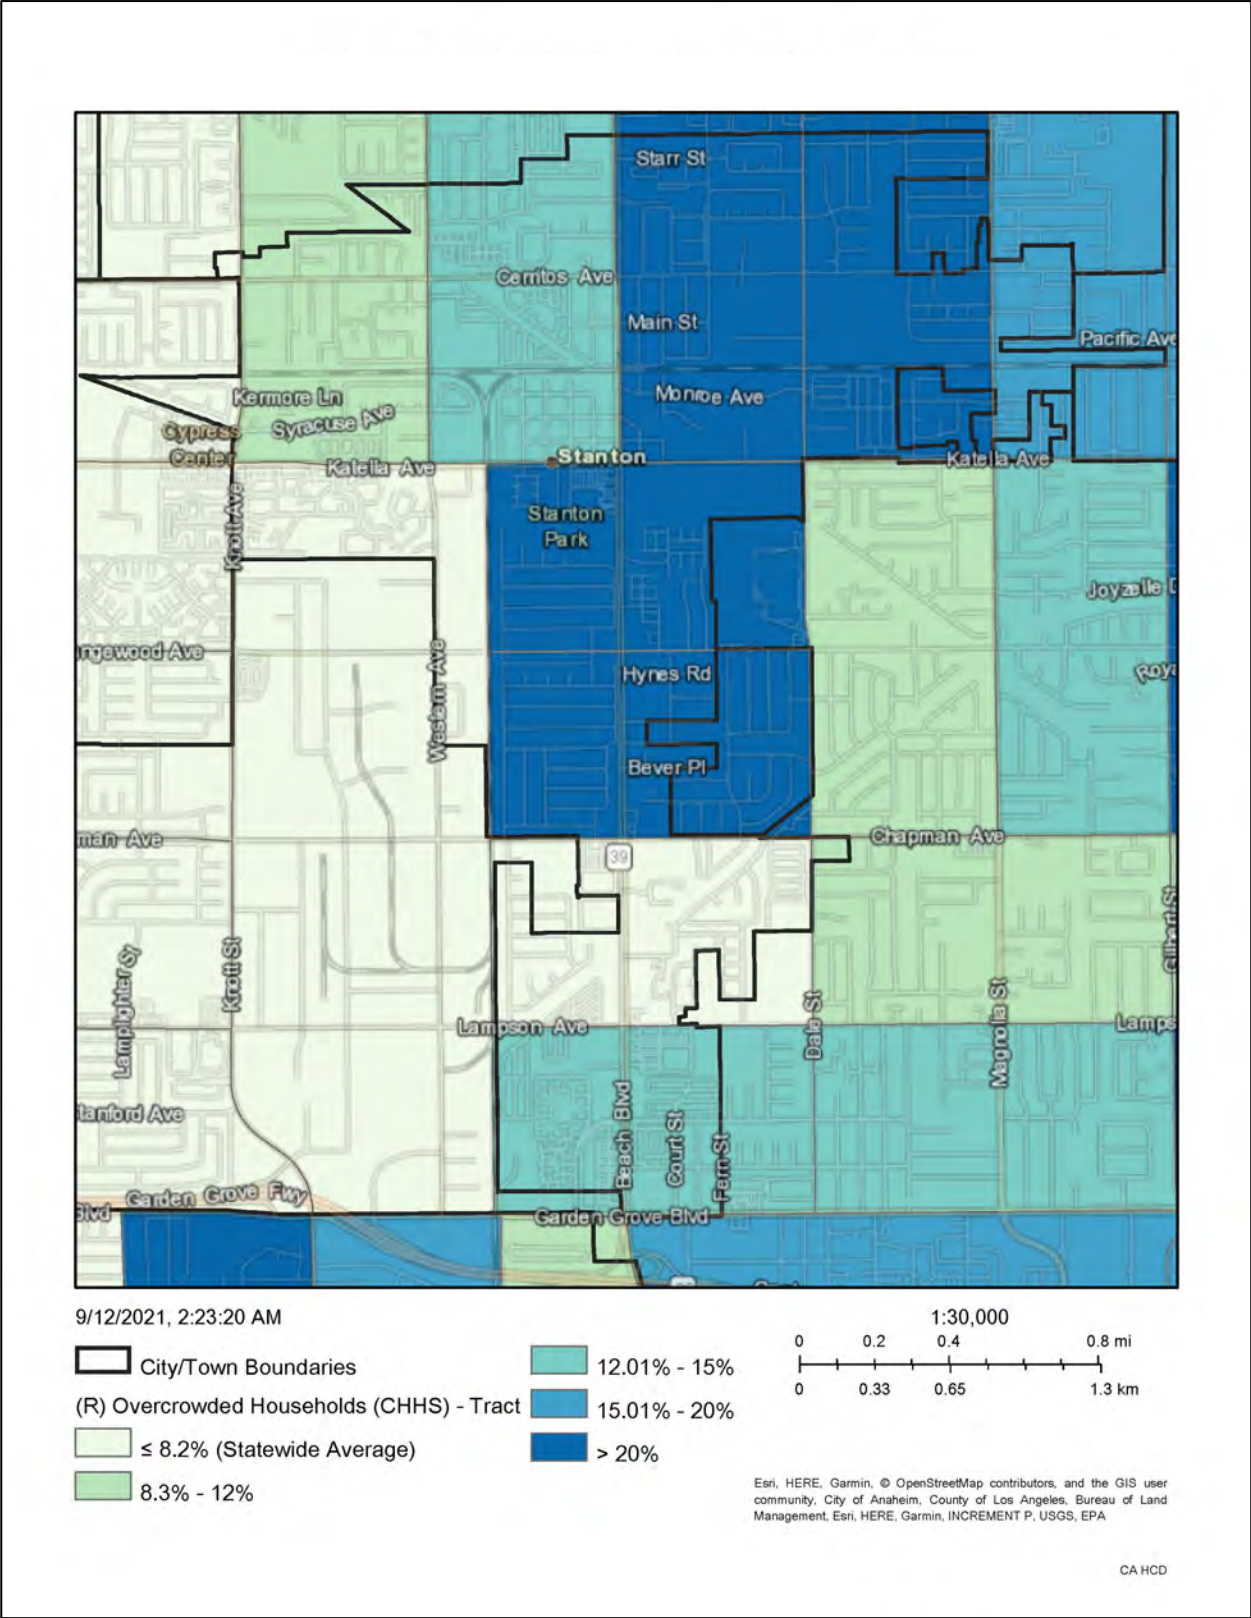 Starr St
Cerritos Ave
Main St
Pacific Ave
Kermore Ln
Monroe Ave
Syracuse Ave
Cypress
Center
Stanton
Katella Ave
Katella Ave
Knott Ave
Stanton
Park
Joyzelle D
ngewood Ave
Western Ave
Hynes Rd
Roya
Bever Pl
man Ave
39
Chapman Ave
Gilbert St
Lamplighter St
Knott St
Lampson Ave
Dale St
Magnolia St
Lamps
tanford Ave
Beach Blvd
Court St
Fern St
Garden Grove Fwy
Blvd
Garden Grove Blvd
9/12/2021, 2:23:20 AM
1:30,000
0 0.2 0.4 0.8 mi
0 0.33 0.65 1.3 km
City/Town Boundaries
(R) Overcrowded Households (CHHS) - Tract
≤ 8.2% (Statewide Average)
8.3% - 12%
12.01% - 15%
15.01% - 20%
> 20%
Esri, HERE, Garmin, © OpenStreetMap contributors, and the GIS user
community, City of Anaheim, County of Los Angeles, Bureau of Land
Management, Esri, HERE, Garmin, INCREMENT P, USGS, EPA
CA HCD